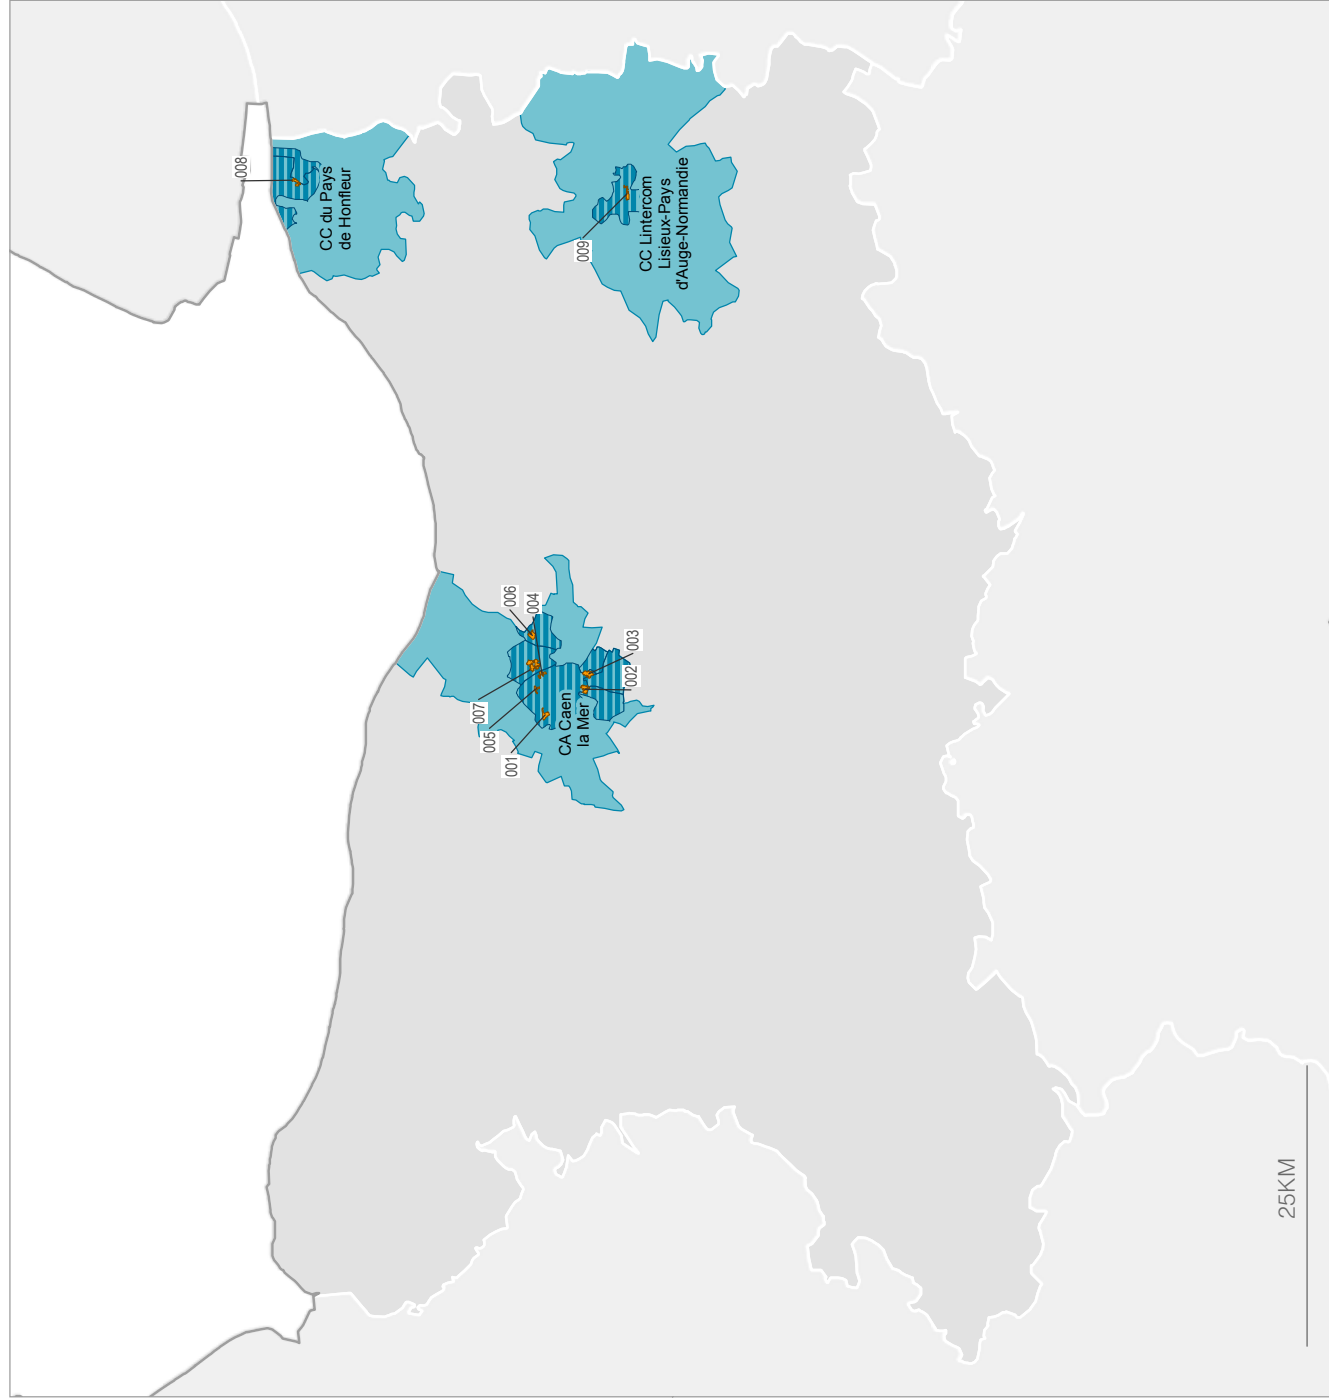 008
CC du Pays
de Honfleur
009
CC Lintercom
Lisieux-Pays
d'Auge-Normandie
006
004
003
002
007
005
001
CA Caen
la Mer
25KM